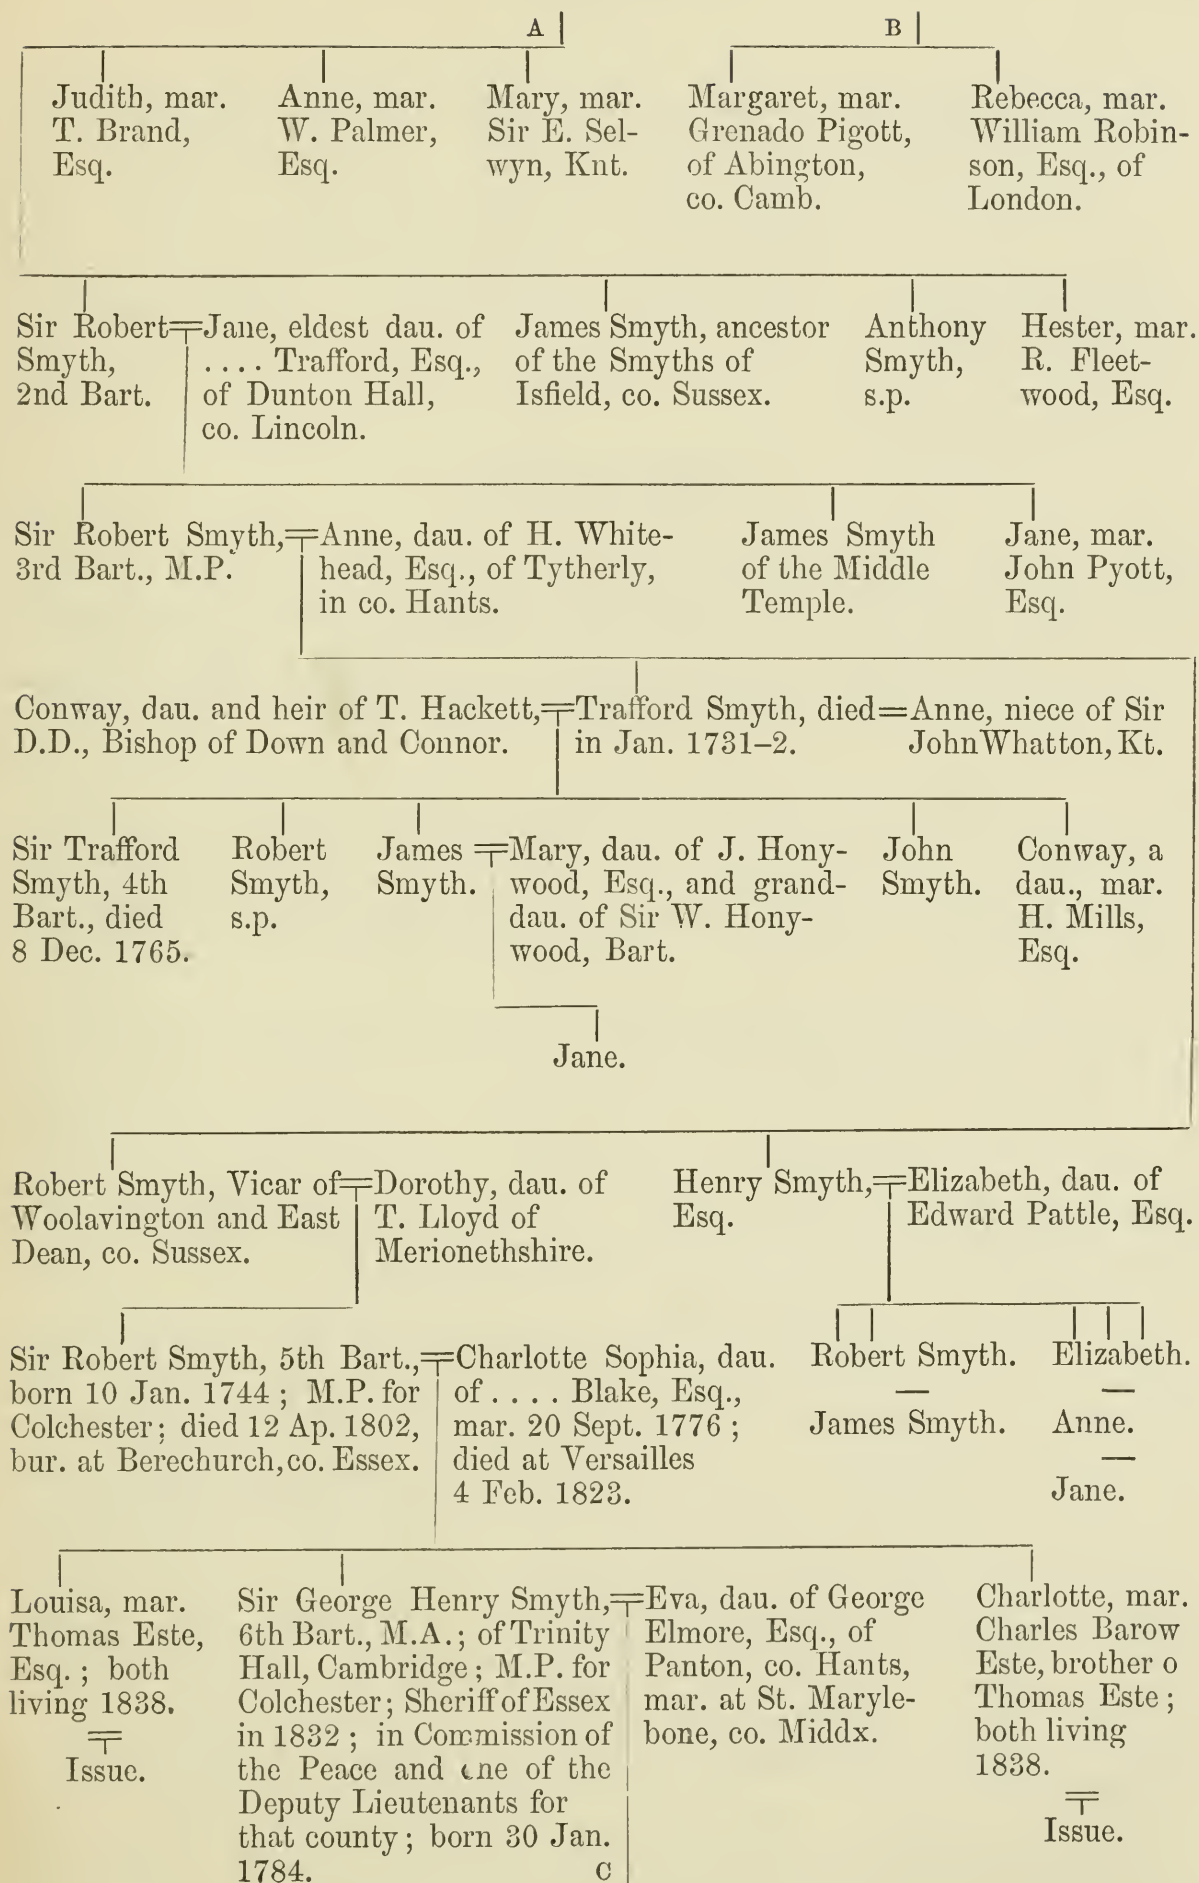 A B
Judith, mar.
T. Brand,
Esq.
Anne, mar.
W. Palmer,
Esq.
Mary, mar.
Sir E. Sel-
wyn, Knt.
Margaret, mar.
Grenado Pigott,
of Abington,
co. Camb.
Rebecca, mar.
William Robin-
son, Esq., of
London.
Sir Robert
Smyth,
2nd Bart.
Jane, eldest dau. of
.... Trafford, Esq.,
of Dunton Hall,
co. Lincoln.
James Smyth, ancestor
of the Smyths of
Isfield, co. Sussex.
Anthony
Smyth,
s.p.
Hester, mar.
R. Fleet-
wood, Esq.
Sir Robert Smyth,
3rd Bart., M.P.
Anne, dau. of H. White-
head, Esq., of Tytherly,
in co. Hants.
James Smyth
of the Middle
Temple.
Jane, mar.
John Pyott,
Esq.
Conway, dau. and heir of T. Hackett,
D.D., Bishop of Down and Connor.
Trafford Smyth, died
in Jan. 1731–2.
Anne, niece of Sir
John Whatton, Kt.
Sir Trafford
Smyth, 4th
Bart., died
8 Dec. 1765.
Robert
Smyth,
s.p.
James
Smyth.
Mary, dau. of J. Hony-
wood, Esq., and grand-
dau. of Sir W. Hony-
wood, Bart.
John
Smyth.
Conway, a
dau., mar.
H. Mills,
Esq.
Jane.
Robert Smyth, Vicar of
Woolavington and East
Dean, co. Sussex.
Dorothy, dau. of
T. Lloyd of
Merionethshire.
Henry Smyth,
Esq.
Elizabeth, dau. of
Edward Pattle, Esq.
Sir Robert Smyth, 5th Bart.,
born 10 Jan. 1744 ; M.P. for
Colchester; died 12 Ap. 1802,
bur. at Berechurch, co. Essex.
Charlotte Sophia, dau.
of .... Blake, Esq.,
mar. 20 Sept. 1776 ;
died at Versailles
4 Feb. 1823.
Robert Smyth.
—
James Smyth.
Elizabeth.
—
Anne.
—
Jane.
Louisa, mar.
Thomas Este,
Esq. ; both
living 1838.
Issue.
Sir George Henry Smyth,
6th Bart., M.A. ; of Trinity
Hall, Cambridge ; M.P. for
Colchester ; Sheriff of Essex
in 1832 ; in Commission of
the Peace and one of the
Deputy Lieutenants for
that county ; born 30 Jan.
1784. C
Eva, dau. of George
Elmore, Esq., of
Panton, co. Hants,
mar. at St. Maryle-
bone, co. Middx.
Charlotte, mar.
Charles Barow
Este, brother o
Thomas Este ;
both living
1838.
Issue.